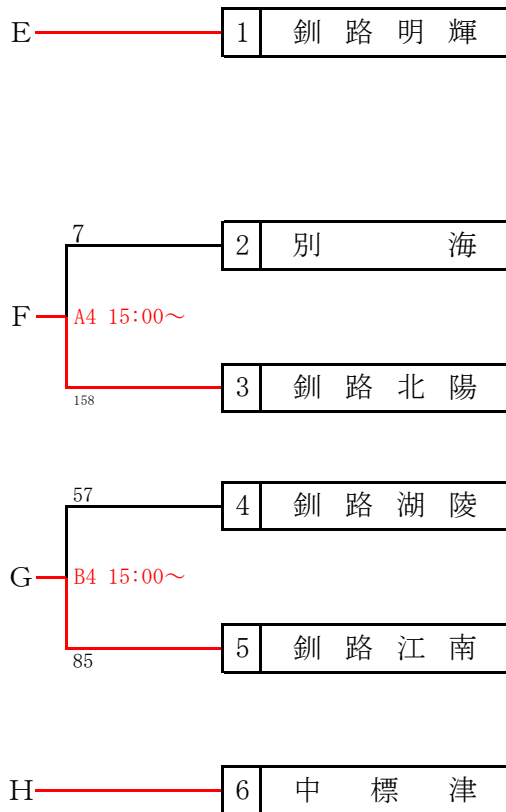 E 1 釧路明輝
7
2 別海
F A4 15:00～
3 釧路北陽
158
57
4 釧路湖陵
G B4 15:00～
5 釧路江南
85
H 6 中標津